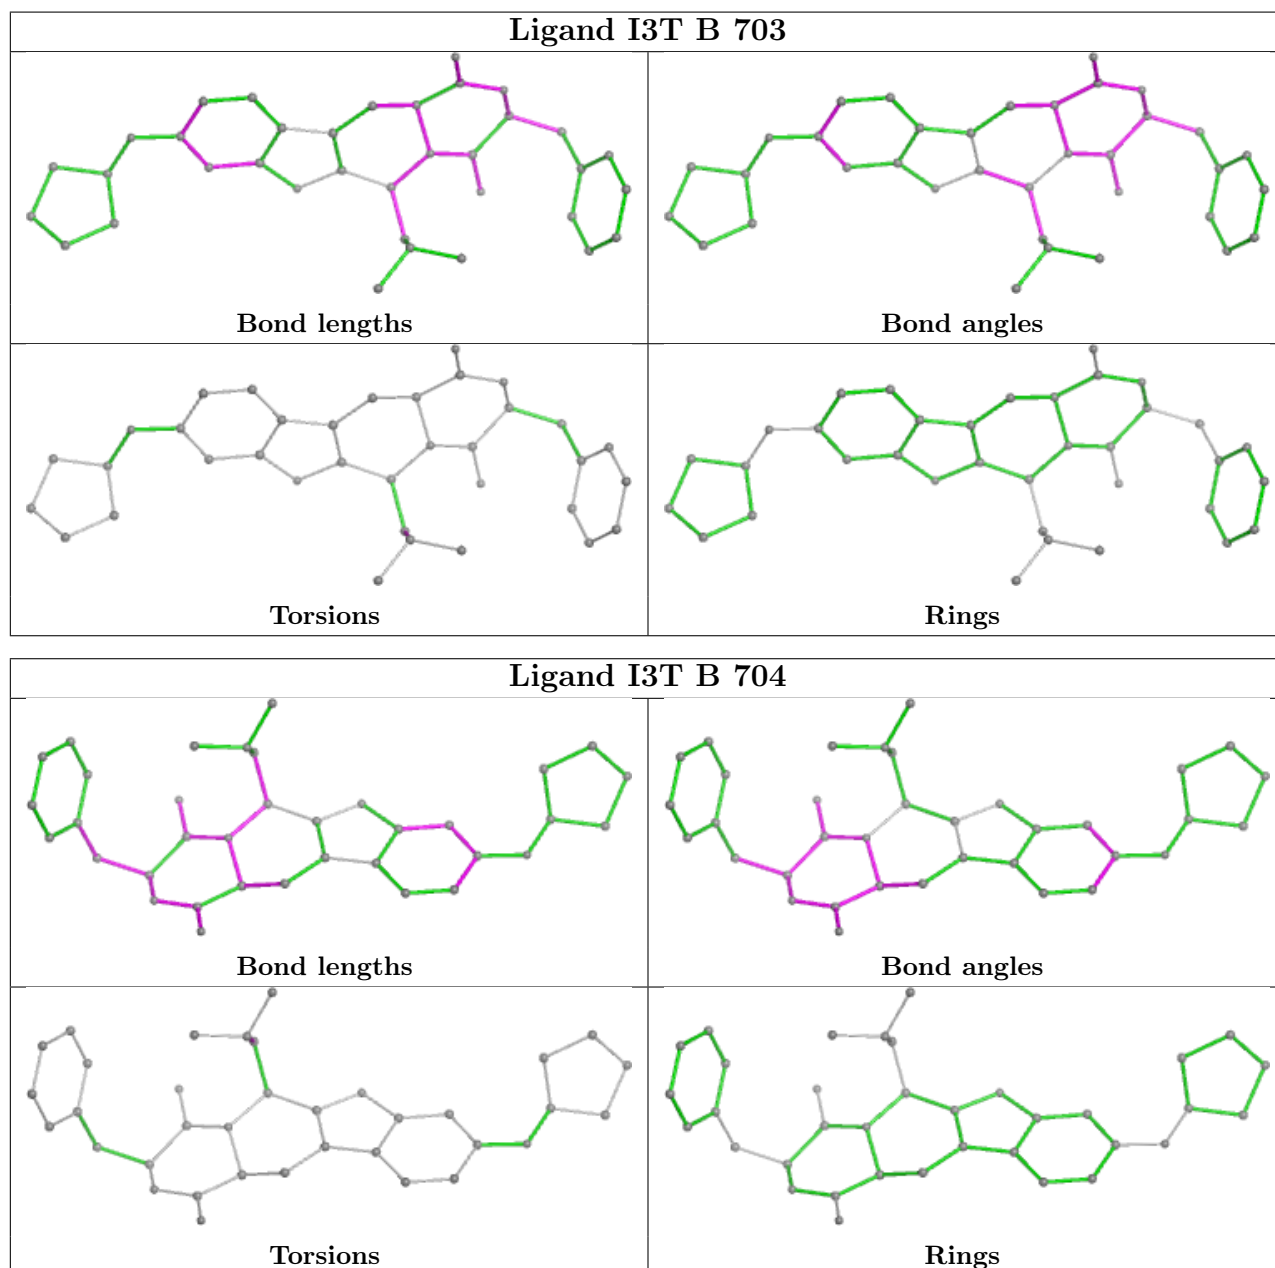 Ligand I3T B 703
Bond lengths
Bond angles
Torsions
Rings
Ligand I3T B 704
Bond lengths
Bond angles
Torsions
Rings